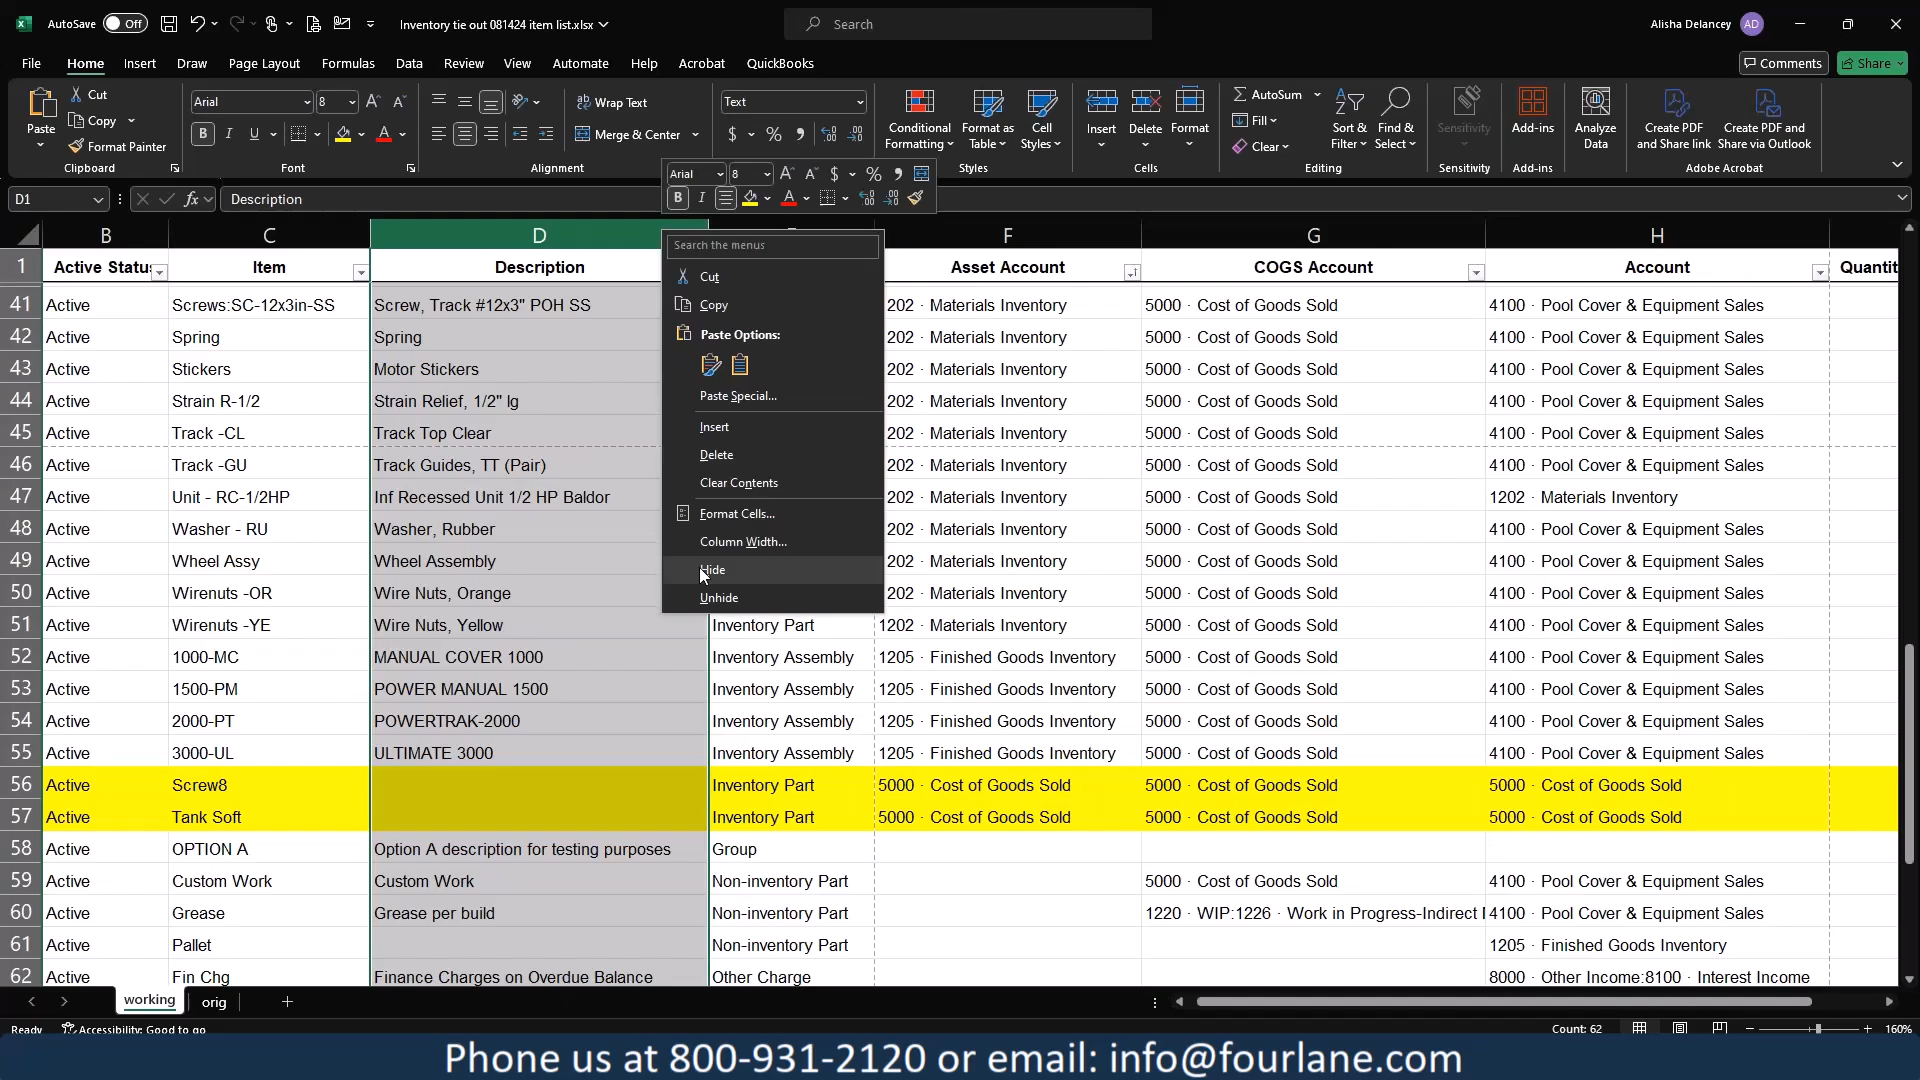 AutoSave Off Inventory tie out 081424 item list.xlsx Search Alisha Delancey AD
File Home Insert Draw Page Layout Formulas Data Review View Automate Help Acrobat QuickBooks Comments Share
Paste Cut Copy Format Painter Clipboard
Arial 8 B I U A Font
Wrap Text Merge & Center Alignment
Text $ % ,
Conditional Formatting Format as Table Cell Styles Styles
Insert Delete Format Cells
AutoSum Fill Clear Sort & Filter Find & Select Editing
Sensitivity Sensitivity
Add-ins Add-ins
Analyze Data
Create PDF and Share link Create PDF and Share via Outlook Adobe Acrobat
Arial 8 A A $ % ,
B I A
D1 fx Description
B C D F G H
1 Active Statu Item Description Asset Account COGS Account Account Quantit
41 Active Screws:SC-12x3in-SS Screw, Track #12x3" POH SS 202 · Materials Inventory 5000 · Cost of Goods Sold 4100 · Pool Cover & Equipment Sales
42 Active Spring Spring 202 · Materials Inventory 5000 · Cost of Goods Sold 4100 · Pool Cover & Equipment Sales
43 Active Stickers Motor Stickers 202 · Materials Inventory 5000 · Cost of Goods Sold 4100 · Pool Cover & Equipment Sales
44 Active Strain R-1/2 Strain Relief, 1/2" lg 202 · Materials Inventory 5000 · Cost of Goods Sold 4100 · Pool Cover & Equipment Sales
45 Active Track -CL Track Top Clear 202 · Materials Inventory 5000 · Cost of Goods Sold 4100 · Pool Cover & Equipment Sales
46 Active Track -GU Track Guides, TT (Pair) 202 · Materials Inventory 5000 · Cost of Goods Sold 4100 · Pool Cover & Equipment Sales
47 Active Unit - RC-1/2HP Inf Recessed Unit 1/2 HP Baldor 202 · Materials Inventory 5000 · Cost of Goods Sold 1202 · Materials Inventory
48 Active Washer - RU Washer, Rubber 202 · Materials Inventory 5000 · Cost of Goods Sold 4100 · Pool Cover & Equipment Sales
49 Active Wheel Assy Wheel Assembly 202 · Materials Inventory 5000 · Cost of Goods Sold 4100 · Pool Cover & Equipment Sales
50 Active Wirenuts -OR Wire Nuts, Orange 202 · Materials Inventory 5000 · Cost of Goods Sold 4100 · Pool Cover & Equipment Sales
51 Active Wirenuts -YE Wire Nuts, Yellow Inventory Part 1202 · Materials Inventory 5000 · Cost of Goods Sold 4100 · Pool Cover & Equipment Sales
52 Active 1000-MC MANUAL COVER 1000 Inventory Assembly 1205 · Finished Goods Inventory 5000 · Cost of Goods Sold 4100 · Pool Cover & Equipment Sales
53 Active 1500-PM POWER MANUAL 1500 Inventory Assembly 1205 · Finished Goods Inventory 5000 · Cost of Goods Sold 4100 · Pool Cover & Equipment Sales
54 Active 2000-PT POWERTRAK-2000 Inventory Assembly 1205 · Finished Goods Inventory 5000 · Cost of Goods Sold 4100 · Pool Cover & Equipment Sales
55 Active 3000-UL ULTIMATE 3000 Inventory Assembly 1205 · Finished Goods Inventory 5000 · Cost of Goods Sold 4100 · Pool Cover & Equipment Sales
56 Active Screw8 Inventory Part 5000 · Cost of Goods Sold 5000 · Cost of Goods Sold 5000 · Cost of Goods Sold
57 Active Tank Soft Inventory Part 5000 · Cost of Goods Sold 5000 · Cost of Goods Sold 5000 · Cost of Goods Sold
58 Active OPTION A Option A description for testing purposes Group
59 Active Custom Work Custom Work Non-inventory Part 5000 · Cost of Goods Sold 4100 · Pool Cover & Equipment Sales
60 Active Grease Grease per build Non-inventory Part 1220 · WIP:1226 · Work in Progress-Indirect 4100 · Pool Cover & Equipment Sales
61 Active Pallet Non-inventory Part 1205 · Finished Goods Inventory
62 Active Fin Chg Finance Charges on Overdue Balance Other Charge 8000 · Other Income:8100 · Interest Income
Search the menus
Cut
Copy
Paste Options:
Paste Special...
Insert
Delete
Clear Contents
Format Cells...
Column Width...
Hide
Unhide
working orig
Ready Accessibility: Good to go Count: 62 160%
Phone us at 800-931-2120 or email: info@fourlane.com